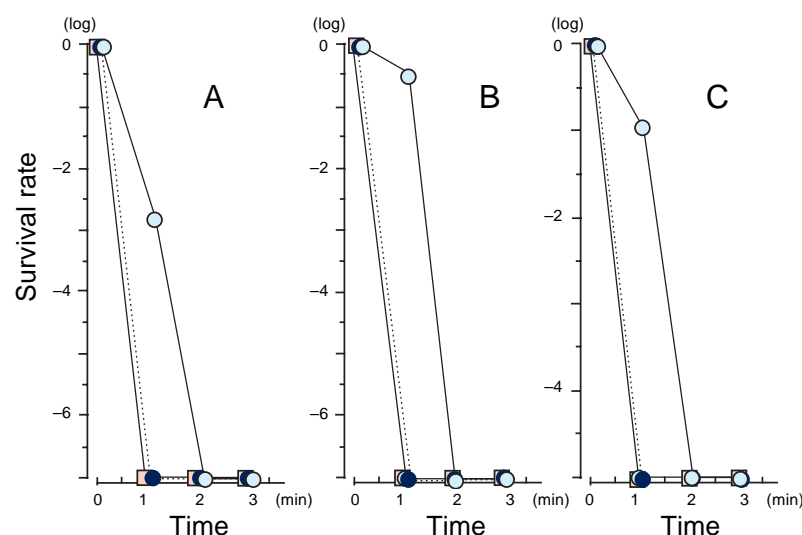 (log) (log) (log)
0 0 0
A B C
−2 −2 −2
Survival rate
−4 −4 −4
−6 −6
0 1 2 3 (min) 0 1 2 3 (min) 0 1 2 3 (min)
Time Time Time